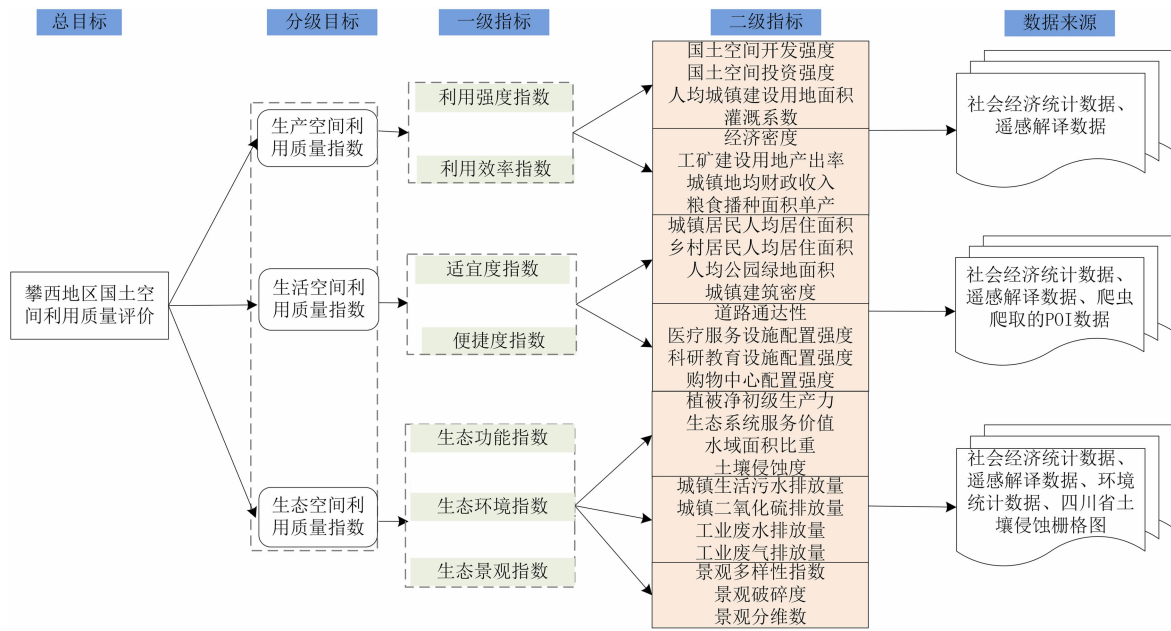 总目标
分级目标
一级指标
二级指标
数据来源
攀西地区国土空
间利用质量评价
生产空间利
用质量指数
生活空间利
用质量指数
生态空间利
用质量指数
利用强度指数
利用效率指数
适宜度指数
便捷度指数
生态功能指数
生态环境指数
生态景观指数
国土空间开发强度
国土空间投资强度
人均城镇建设用地面积
灌溉系数
经济密度
工矿建设用地产出率
城镇地均财政收入
粮食播种面积单产
城镇居民人均居住面积
乡村居民人均居住面积
人均公园绿地面积
城镇建筑密度
道路通达性
医疗服务设施配置强度
科研教育设施配置强度
购物中心配置强度
植被净初级生产力
生态系统服务价值
水域面积比重
土壤侵蚀度
城镇生活污水排放量
城镇二氧化硫排放量
工业废水排放量
工业废气排放量
景观多样性指数
景观破碎度
景观分维数
社会经济统计数据、
遥感解译数据
社会经济统计数据、
遥感解译数据、爬虫
爬取的POI数据
社会经济统计数据、
遥感解译数据、环境
统计数据、四川省土
壤侵蚀栅格图